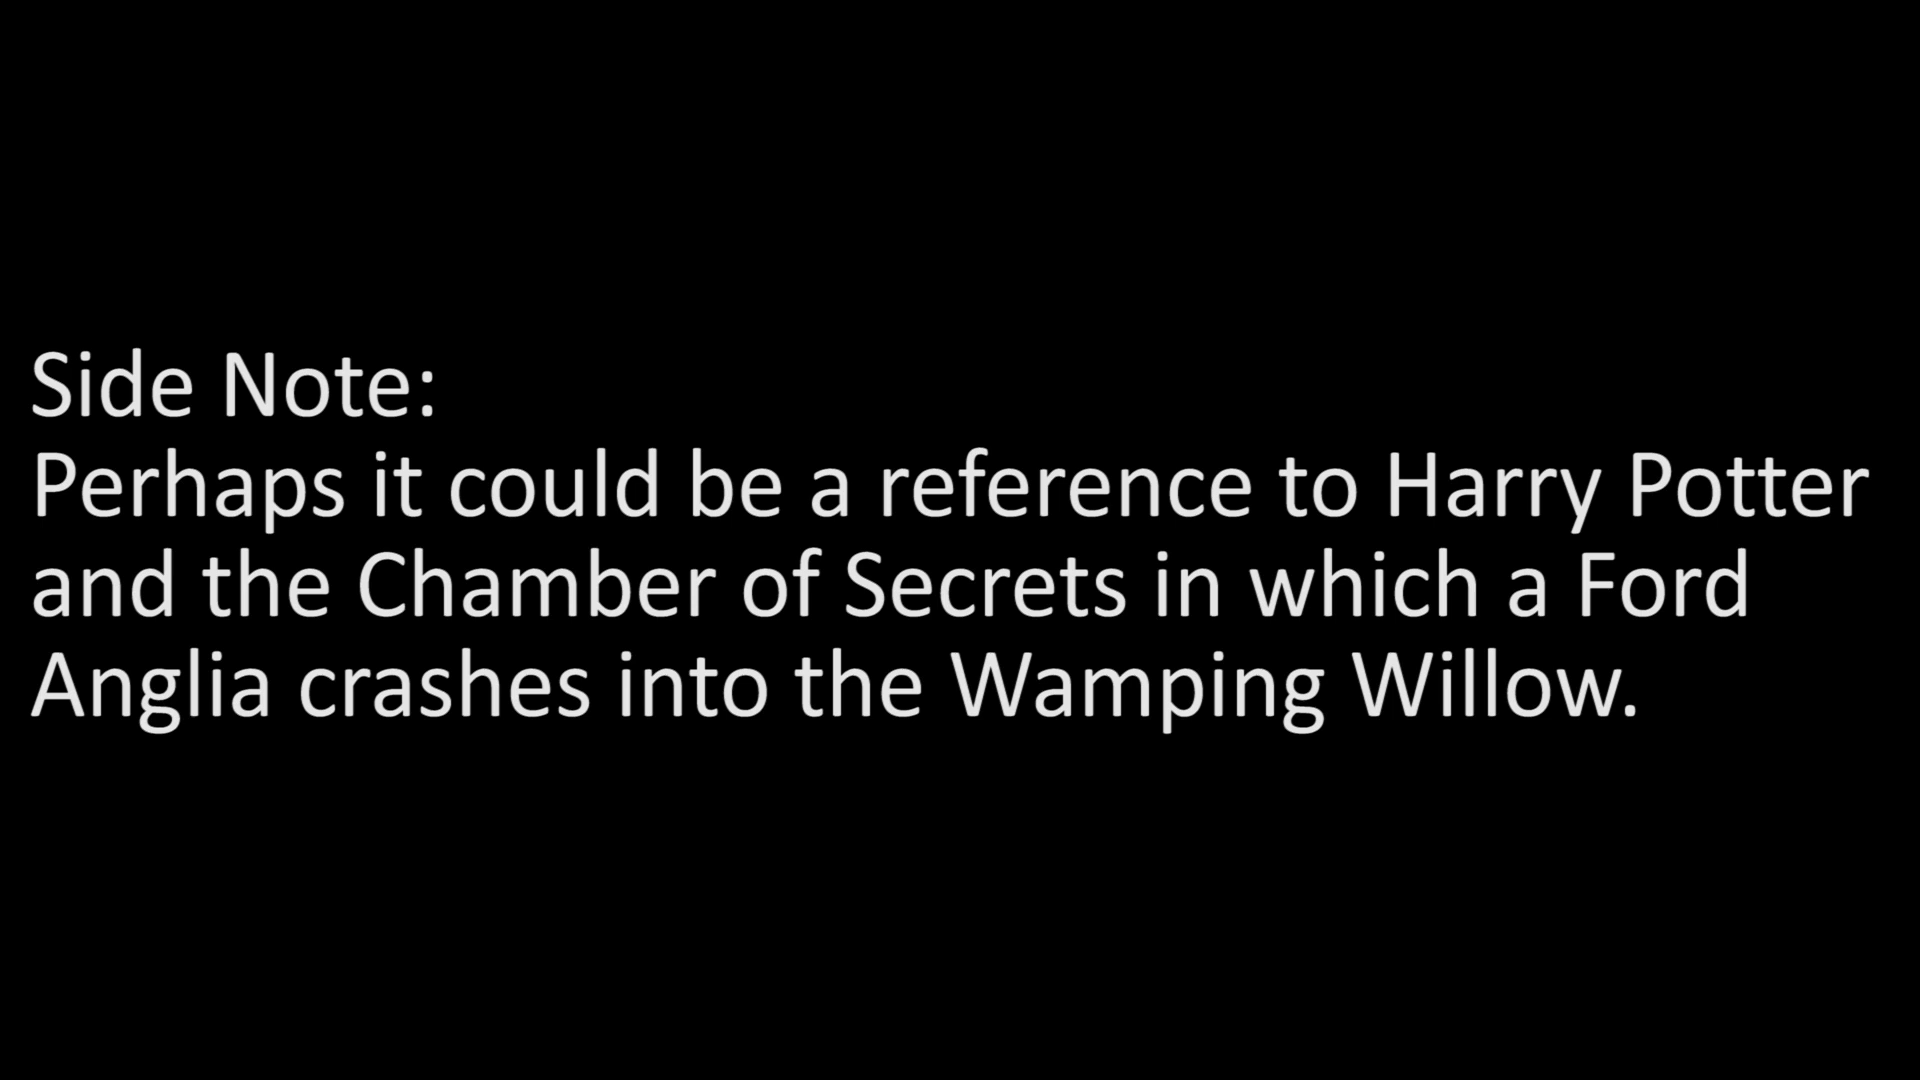 Side Note:
Perhaps it could be a reference to Harry Potter
and the Chamber of Secrets in which a Ford
Anglia crashes into the Wamping Willow.